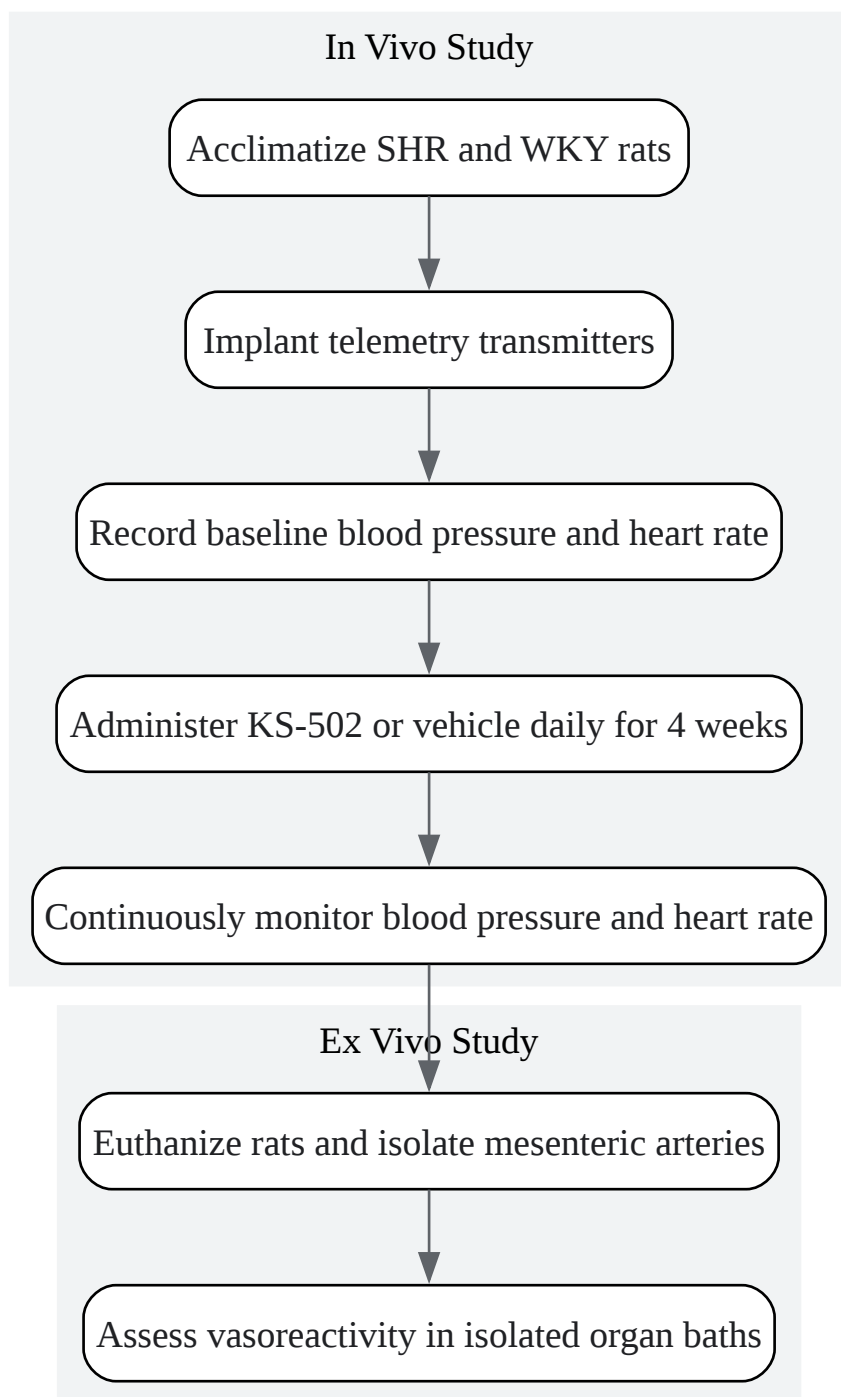 In Vivo Study
Acclimatize SHR and WKY rats
Implant telemetry transmitters
Record baseline blood pressure and heart rate
Administer KS-502 or vehicle daily for 4 weeks
Continuously monitor blood pressure and heart rate
Ex Vivo Study
Euthanize rats and isolate mesenteric arteries
Assess vasoreactivity in isolated organ baths